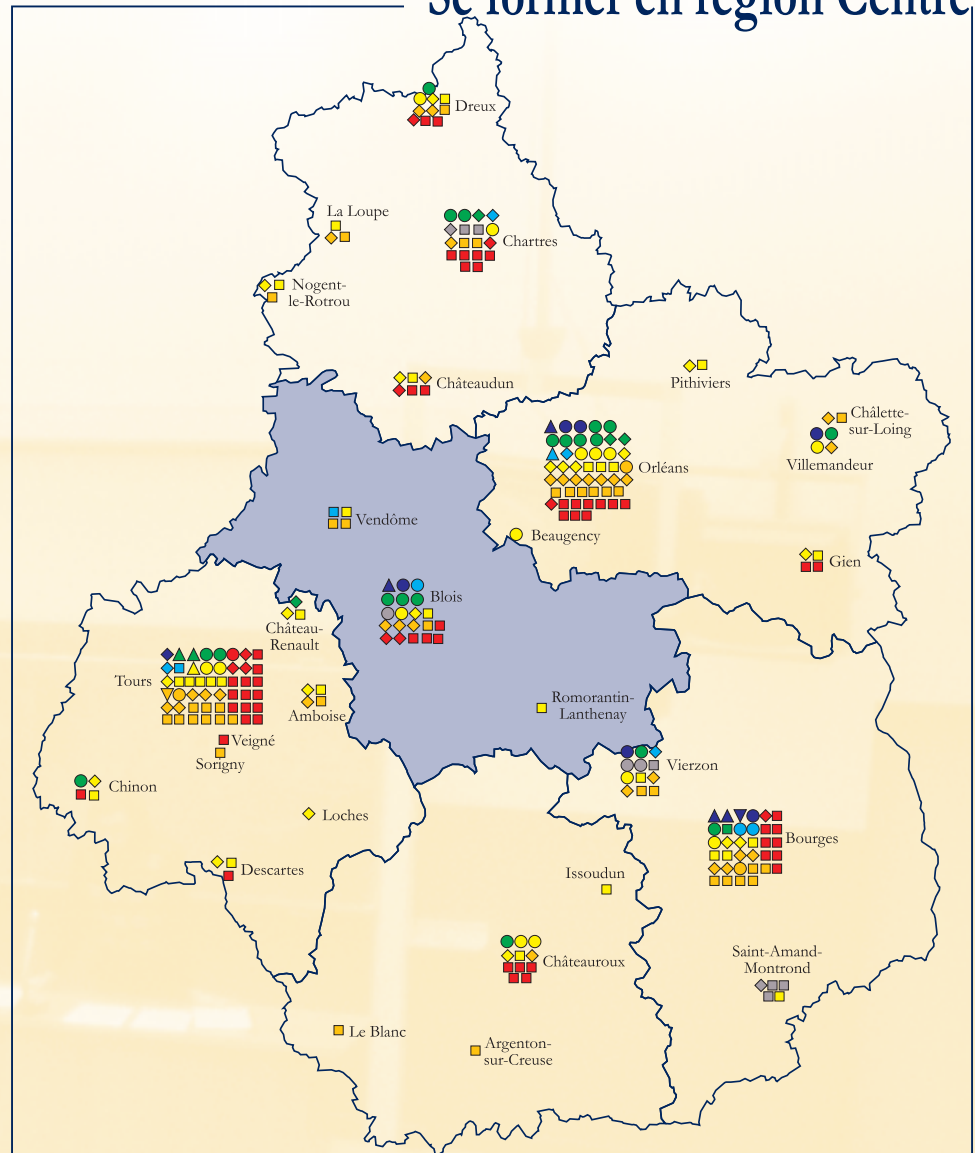 Se former en région Centre
Dreux
La Loupe
Chartres
Nogent-
le-Rotrou
Châteaudun
Pithiviers
Châlette-
sur-Loing
Villemandeur
Orléans
Beaugency
Gien
Vendôme
Blois
Château-
Renault
Tours
Amboise
Romorantin-
Lanthenay
Veigné
Sorigny
Vierzon
Chinon
Loches
Bourges
Descartes
Issoudun
Châteauroux
Saint-Amand-
Montrond
Le Blanc
Argenton-
sur-Creuse